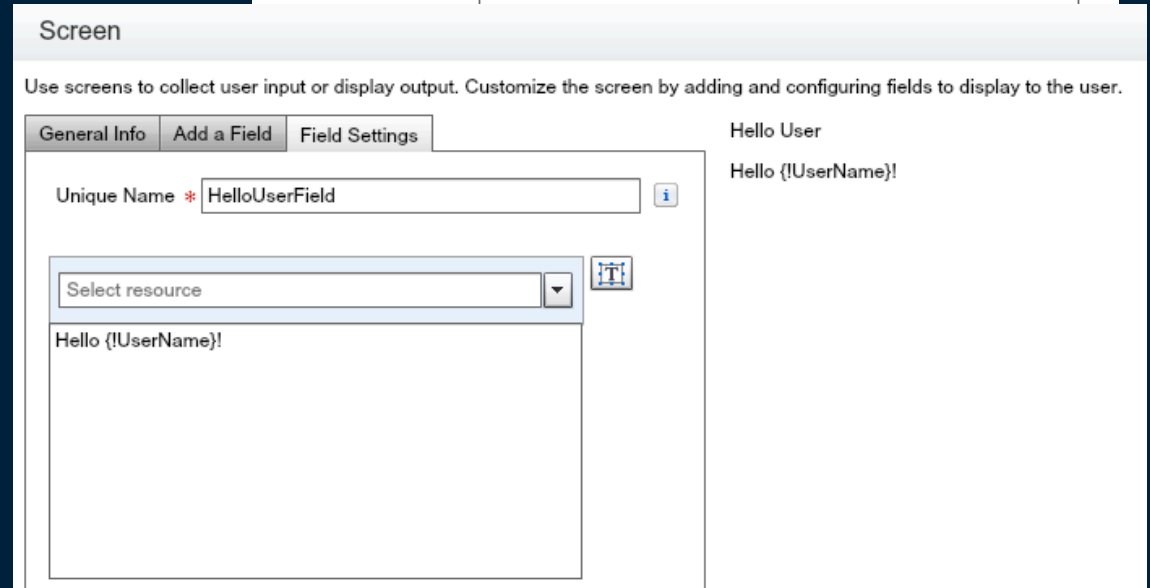 Screen
Use screens to collect user input or display output. Customize the screen by adding and configuring fields to display to the user.
General Info
Add a Field
Field Settings
Unique Name * HelloUserField
i
Select resource
T
Hello {!UserName}!
Hello User
Hello {!UserName}!